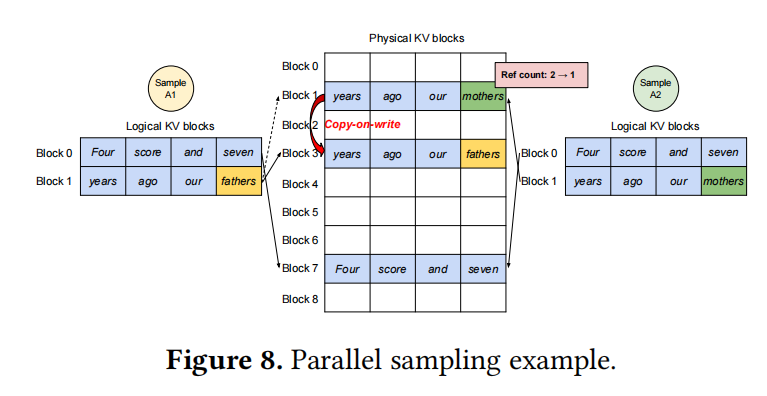 Physical KV blocks
Block 0
Ref count: 2 → 1
Sample
A1
Sample
A2
Block 1
years ago our mothers
Logical KV blocks
Block 2
Copy-on-write
Logical KV blocks
Block 0
Four score and seven
Block 3
years ago our fathers
Block 0
Four score and seven
Block 1
years ago our fathers
Block 4
Block 1
years ago our mothers
Block 5
Block 6
Block 7
Four score and seven
Block 8
Figure 8. Parallel sampling example.